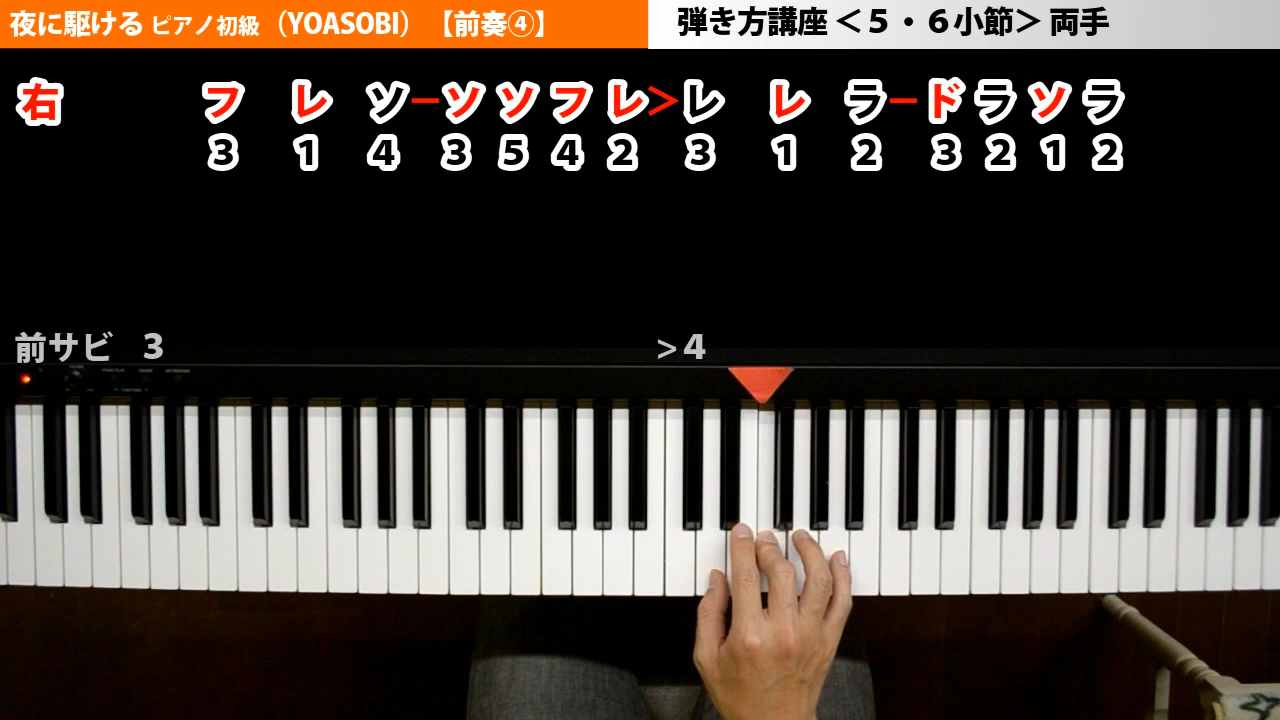 夜に駆ける ピアノ初級 （YOASOBI） 【前奏④】
弾き方講座 ＜５・６小節＞ 両手
右 フ レ ソーソ ソ フ レ＞レ レ ラード ラ ソ ラ
3 1 4 3 5 4 2 3 1 2 3 2 1 2
前サビ 3 ＞4